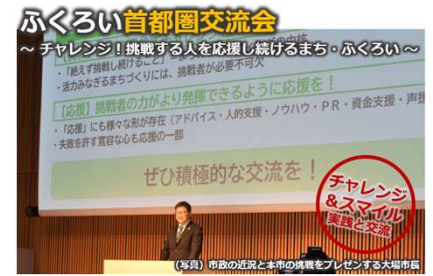 ふくろい首都圏交流会
～ チャレンジ！挑戦する人を応援し続けるまち・ふくろい ～
・「絶えず挑戦し続けること」
・活力みなぎるまちづくりには、挑戦者が必要不可欠
【応援】挑戦者の力がより発揮できるように応援を！
・「応援」にも様々な形が存在（アドバイス・人的支援・ノウハウ・ＰＲ・資金支援・声援
・失敗を許す寛容な心も応援の一部
ぜひ積極的な交流を！
チャレンジ
＆スマイル
実践と交流
(写真) 市政の近況と本市の挑戦をプレゼンする大場市長